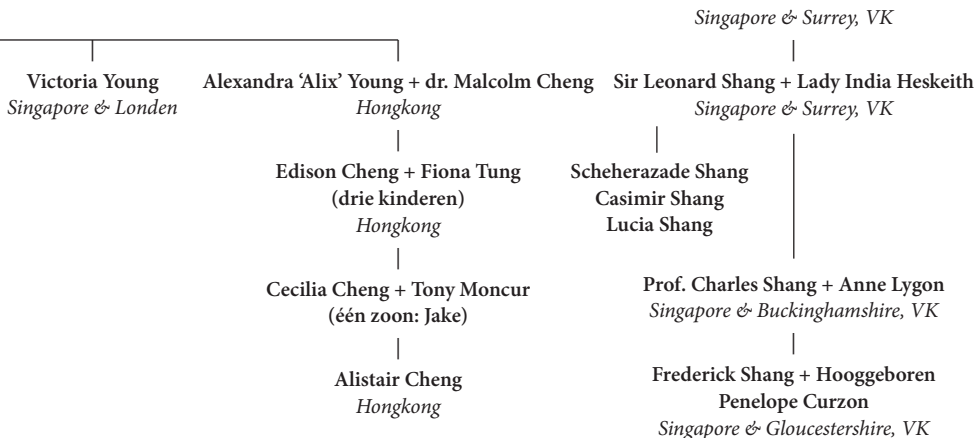 Singapore & Surrey, VK
Victoria Young
Singapore & Londen
Alexandra ‘Alix’ Young + dr. Malcolm Cheng
Hongkong
Sir Leonard Shang + Lady India Heskeith
Singapore & Surrey, VK
Edison Cheng + Fiona Tung
(drie kinderen)
Hongkong
Scheherazade Shang
Casimir Shang
Lucia Shang
Cecilia Cheng + Tony Moncur
(één zoon: Jake)
Prof. Charles Shang + Anne Lygon
Singapore & Buckinghamshire, VK
Alistair Cheng
Hongkong
Frederick Shang + Hooggeboren
Penelope Curzon
Singapore & Gloucestershire, VK